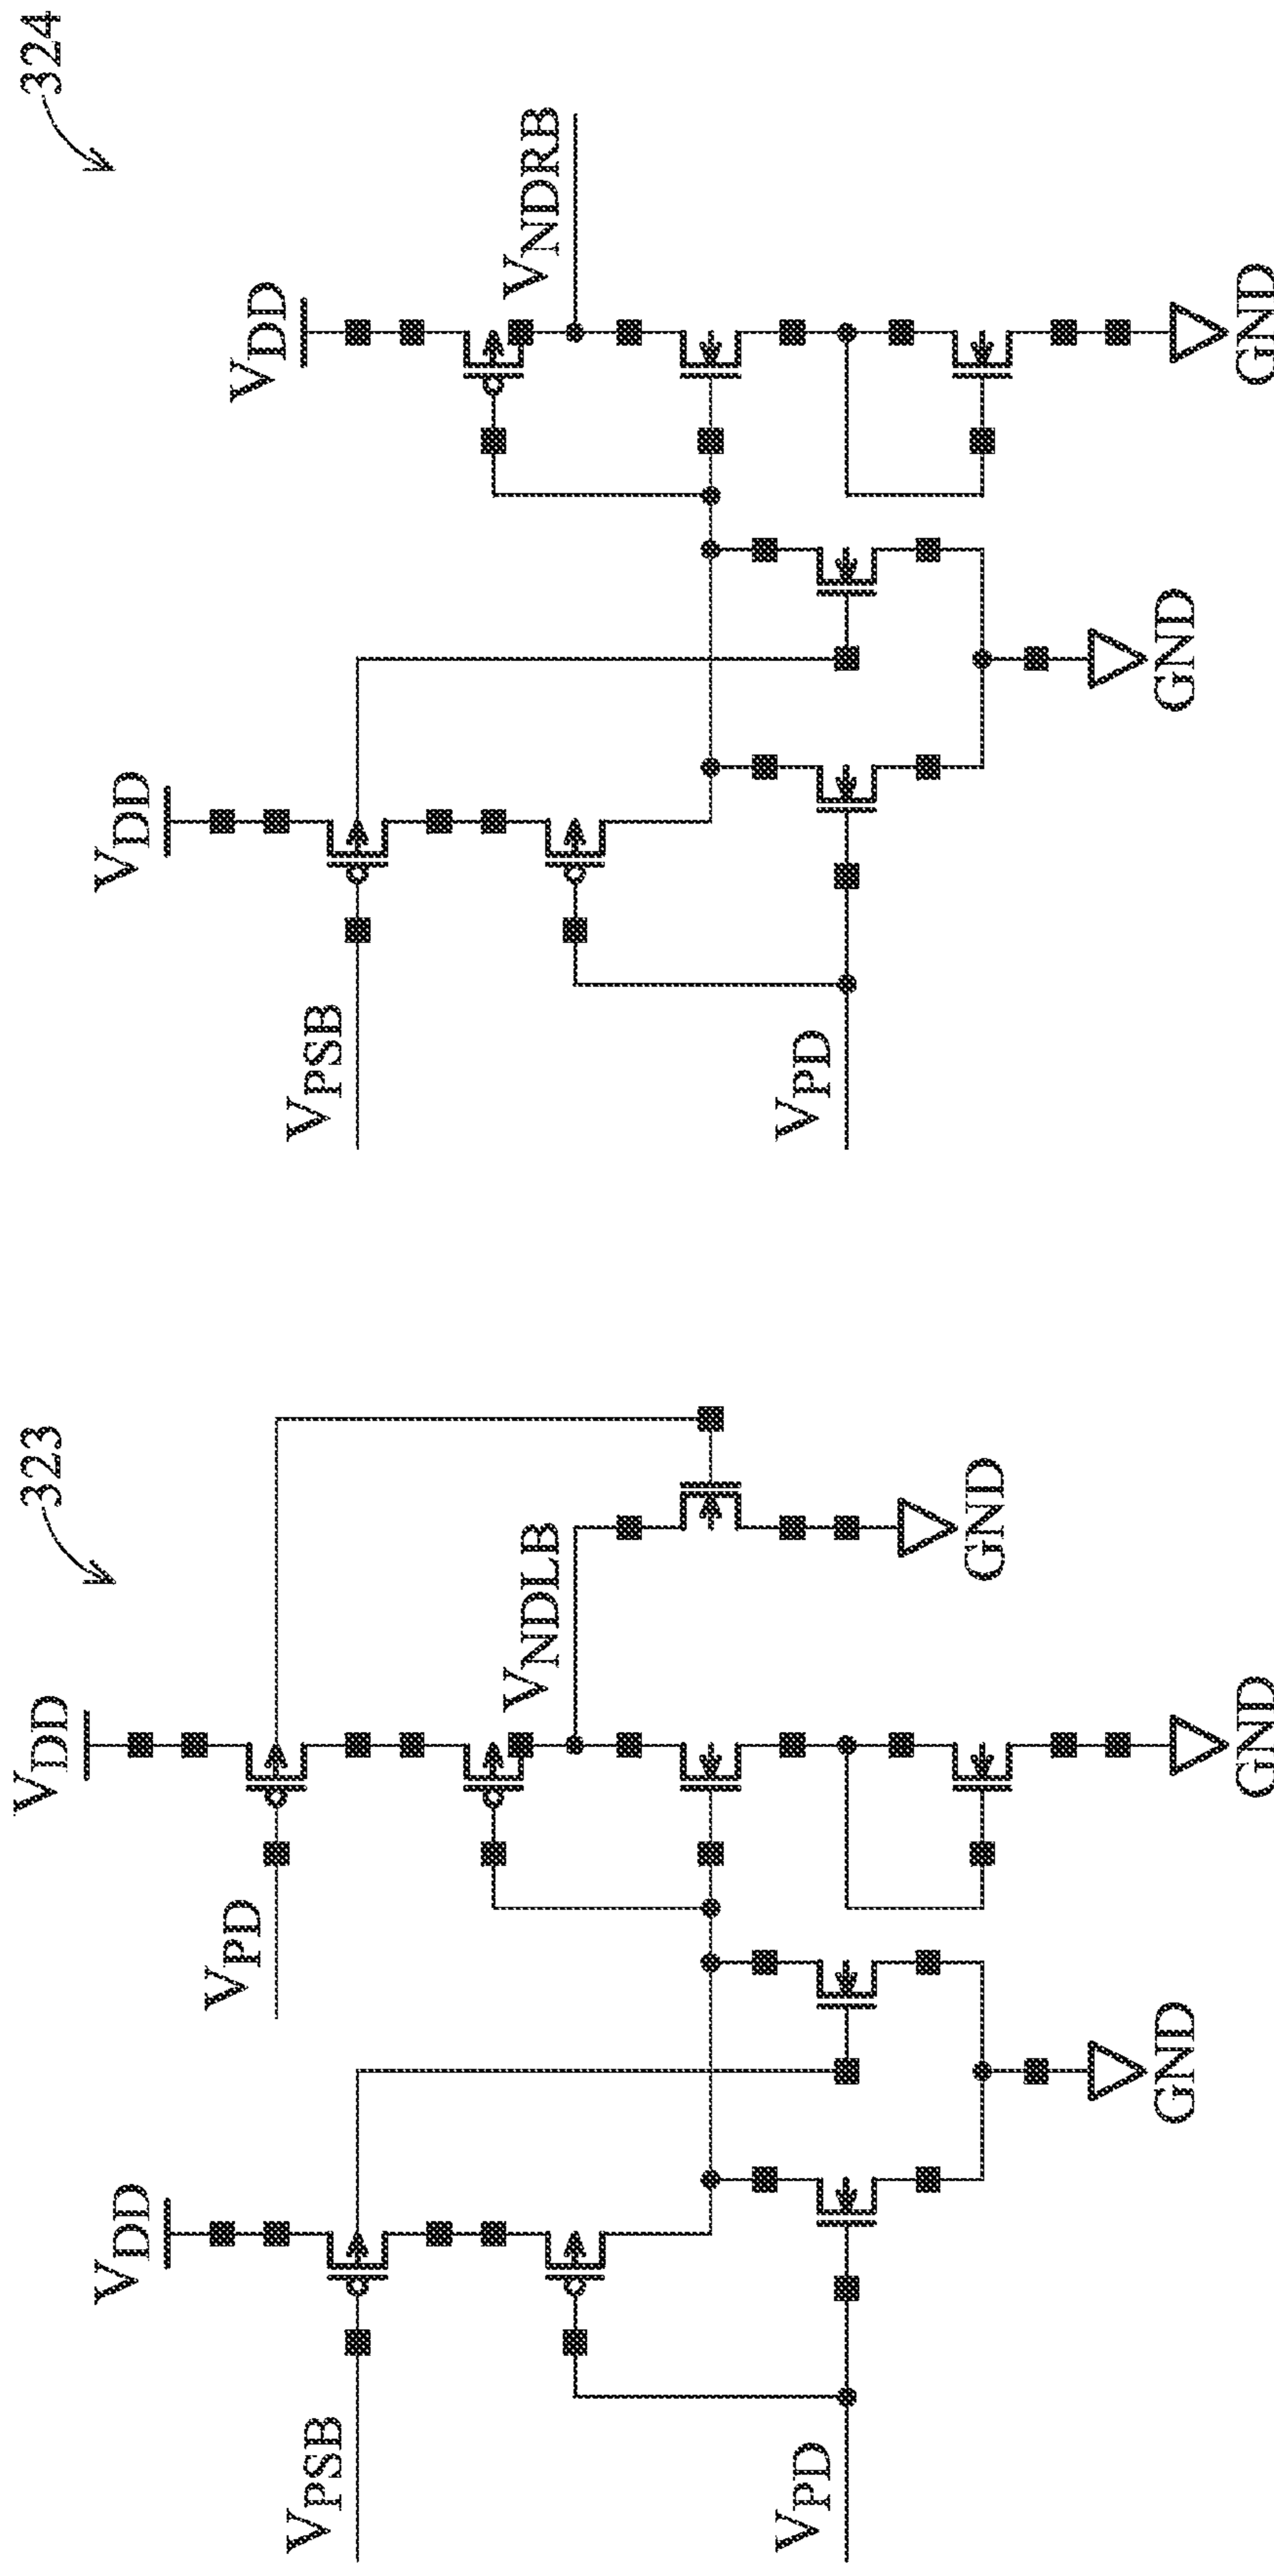 323
VDD
VPD
VDD
VPSB
VNDLB
VPD
GND
GND
GND
324
VDD
VDD
VNDRB
VPSB
VPD
GND
GND